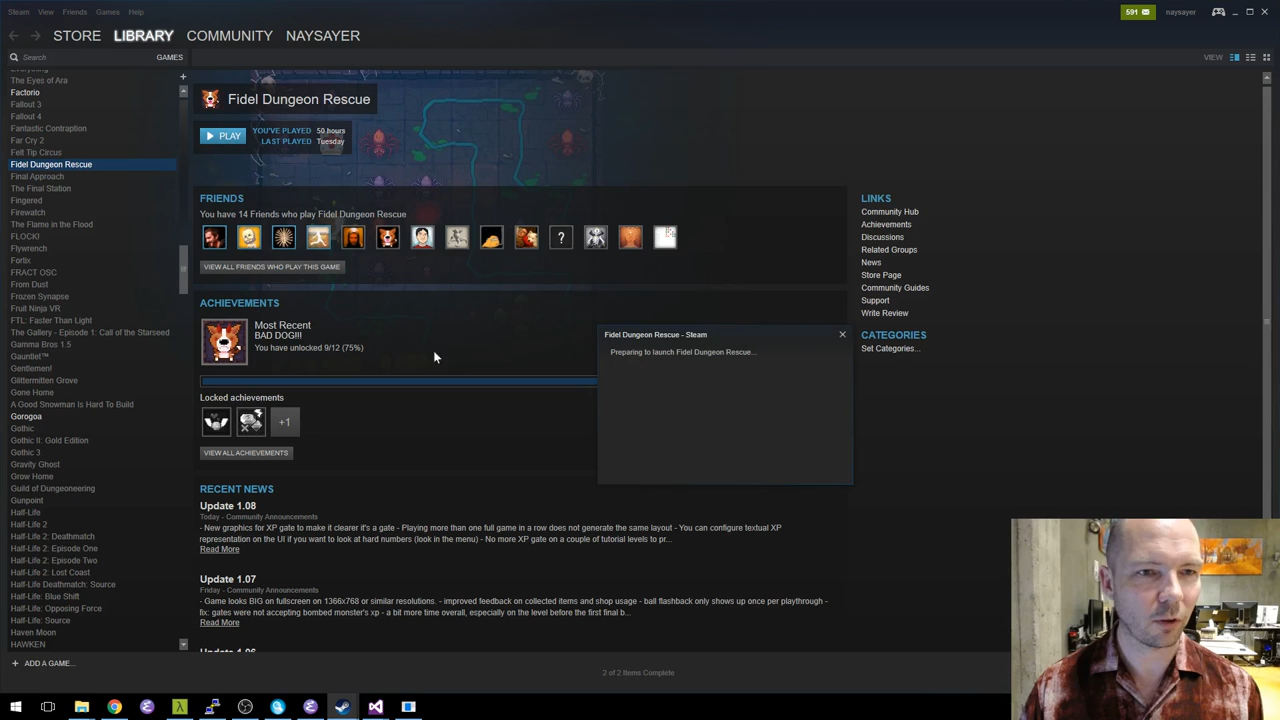 Steam View Friends Games Help
591
naysayer
STORE LIBRARY COMMUNITY NAYSAYER
Search
GAMES
VIEW
+
The Eyes of Ara
Factorio
Fallout 3
Fallout 4
Fantastic Contraption
Far Cry 2
Felt Tip Circus
Fidel Dungeon Rescue
Final Approach
The Final Station
Fingered
Firewatch
The Flame in the Flood
FLOCK!
Flywrench
Fortix
FRACT OSC
From Dust
Frozen Synapse
Fruit Ninja VR
FTL: Faster Than Light
The Gallery - Episode 1: Call of the Starseed
Gamma Bros 1.5
Gauntlet™
Gentlemen!
Glittermitten Grove
Gone Home
A Good Snowman Is Hard To Build
Gorogoa
Gothic
Gothic II: Gold Edition
Gothic 3
Gravity Ghost
Grow Home
Guild of Dungeoneering
Gunpoint
Half-Life
Half-Life 2
Half-Life 2: Deathmatch
Half-Life 2: Episode One
Half-Life 2: Episode Two
Half-Life 2: Lost Coast
Half-Life Deathmatch: Source
Half-Life: Blue Shift
Half-Life: Opposing Force
Half-Life: Source
Haven Moon
HAWKEN
+ ADD A GAME...
Fidel Dungeon Rescue
PLAY
YOU'VE PLAYED 50 hours
LAST PLAYED Tuesday
FRIENDS
You have 14 Friends who play Fidel Dungeon Rescue
?
VIEW ALL FRIENDS WHO PLAY THIS GAME
ACHIEVEMENTS
Most Recent
BAD DOG!!!
You have unlocked 9/12 (75%)
Locked achievements
+1
VIEW ALL ACHIEVEMENTS
Fidel Dungeon Rescue - Steam
Preparing to launch Fidel Dungeon Rescue...
RECENT NEWS
Update 1.08
Today - Community Announcements
- New graphics for XP gate to make it clearer it's a gate - Playing more than one full game in a row does not generate the same layout - You can configure textual XP
representation on the UI if you want to look at hard numbers (look in the menu) - No more XP gate on a couple of tutorial levels to pr...
Read More
Update 1.07
Friday - Community Announcements
- Game looks BIG on fullscreen on 1366x768 or similar resolutions. - improved feedback on collected items and shop usage - ball flashback only shows up once per playthrough -
fix: gates were not accepting bombed monster's xp - a bit more time overall, especially on the level before the first final b...
Read More
LINKS
Community Hub
Achievements
Discussions
Related Groups
News
Store Page
Community Guides
Support
Write Review
CATEGORIES
Set Categories...
2 of 2 Items Complete